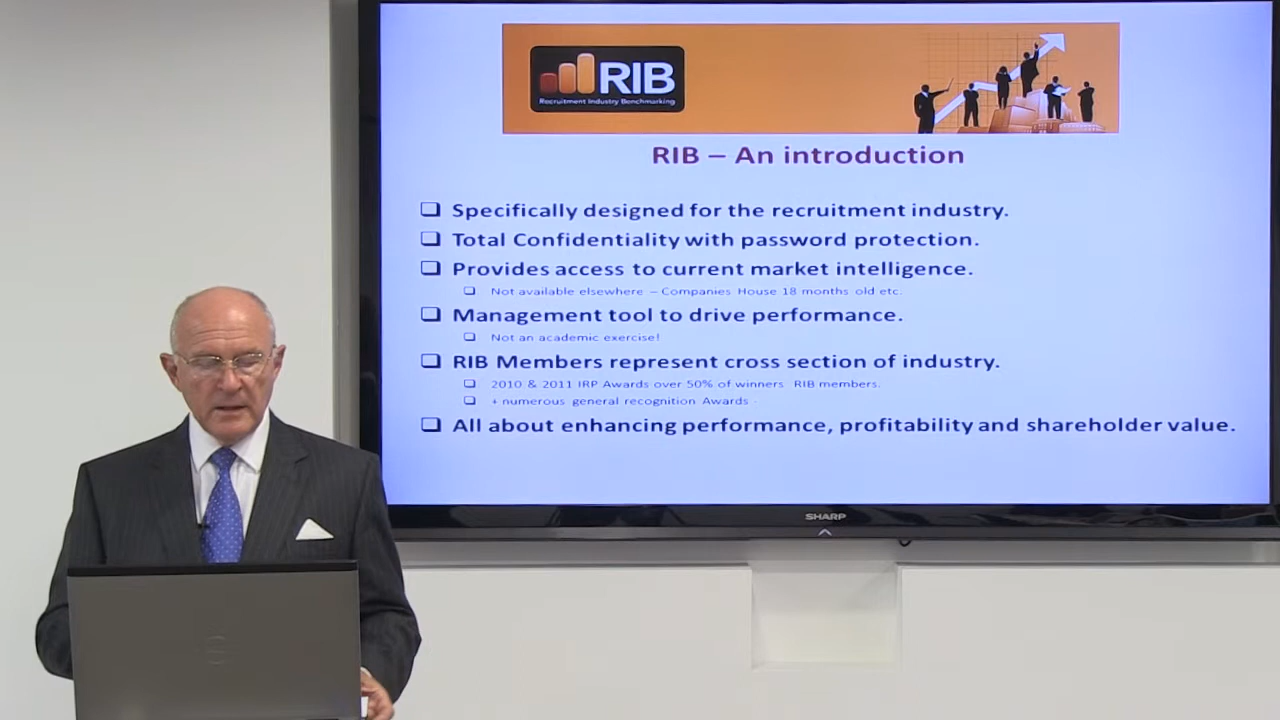 RIB
Recruitment Industry Benchmarking
RIB – An introduction
Specifically designed for the recruitment industry.
Total Confidentiality with password protection.
Provides access to current market intelligence.
Not available elsewhere – Companies House 18 months old etc.
Management tool to drive performance.
Not an academic exercise!
RIB Members represent cross section of industry.
2010 & 2011 IRP Awards over 50% of winners RIB members.
+ numerous general recognition Awards
All about enhancing performance, profitability and shareholder value.
SHARP